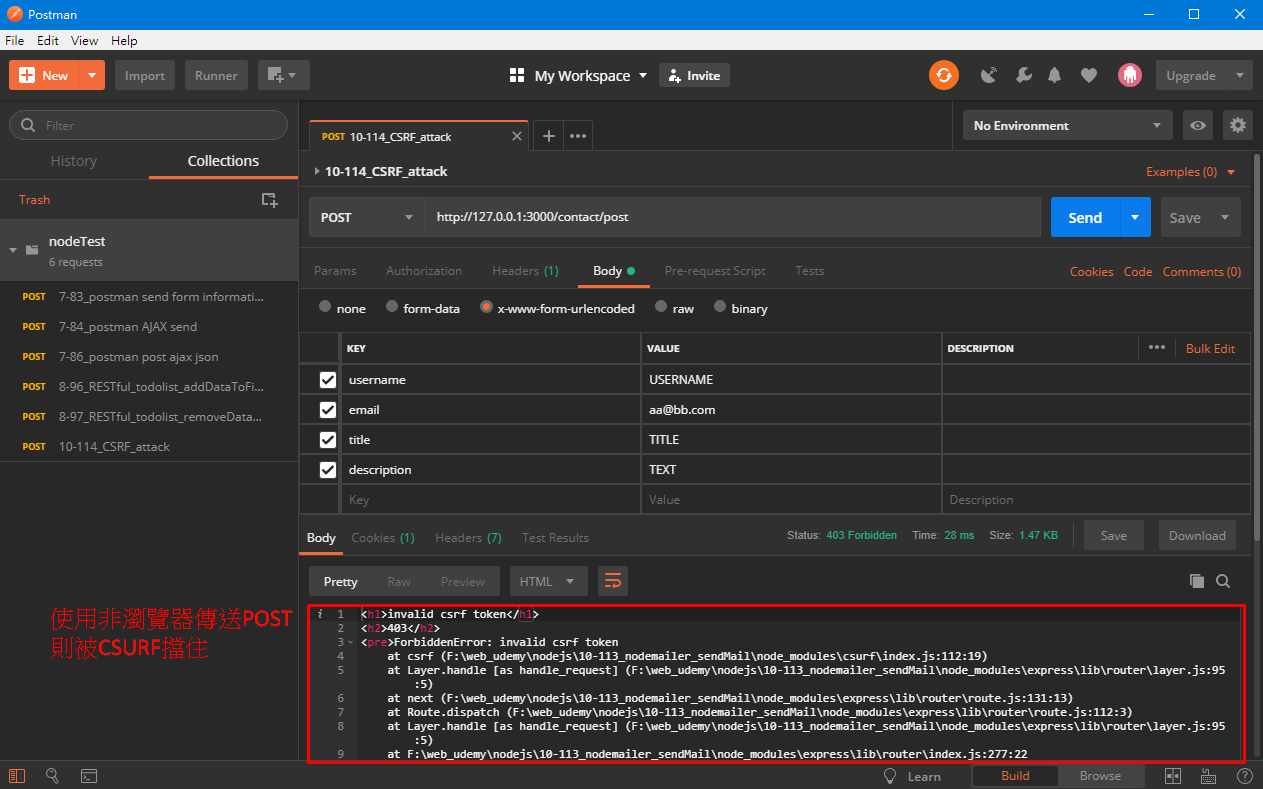 Postman
File Edit View Help
New Import Runner My Workspace Invite Upgrade
Filter
History Collections
Trash
nodeTest
6 requests
POST 7-83_postman send form informati...
POST 7-84_postman AJAX send
POST 7-86_postman post ajax json
POST 8-96_RESTful_todolist_addDataToFi...
POST 8-97_RESTful_todolist_removeData...
POST 10-114_CSRF_attack
使用非瀏覽器傳送POST
則被CSURF擋住
POST 10-114_CSRF_attack
No Environment
10-114_CSRF_attack Examples (0)
POST http://127.0.0.1:3000/contact/post Send Save
Params Authorization Headers (1) Body Pre-request Script Tests Cookies Code Comments (0)
none form-data x-www-form-urlencoded raw binary
KEY VALUE DESCRIPTION Bulk Edit
username USERNAME
email aa@bb.com
title TITLE
description TEXT
Key Value Description
Body Cookies (1) Headers (7) Test Results Status: 403 Forbidden Time: 28 ms Size: 1.47 KB Save Download
Pretty Raw Preview HTML
i 1 <h1>invalid csrf token</h1>
2 <h2>403</h2>
3 <pre>ForbiddenError: invalid csrf token
4 at csrf (F:\web_udemy\nodejs\10-113_nodemailer_sendMail\node_modules\csurf\index.js:112:19)
5 at Layer.handle [as handle_request] (F:\web_udemy\nodejs\10-113_nodemailer_sendMail\node_modules\express\lib\router\layer.js:95
:5)
6 at next (F:\web_udemy\nodejs\10-113_nodemailer_sendMail\node_modules\express\lib\router\route.js:131:13)
7 at Route.dispatch (F:\web_udemy\nodejs\10-113_nodemailer_sendMail\node_modules\express\lib\router\route.js:112:3)
8 at Layer.handle [as handle_request] (F:\web_udemy\nodejs\10-113_nodemailer_sendMail\node_modules\express\lib\router\layer.js:95
:5)
9 at F:\web_udemy\nodejs\10-113_nodemailer_sendMail\node_modules\express\lib\router\index.js:277:22
Learn Build Browse